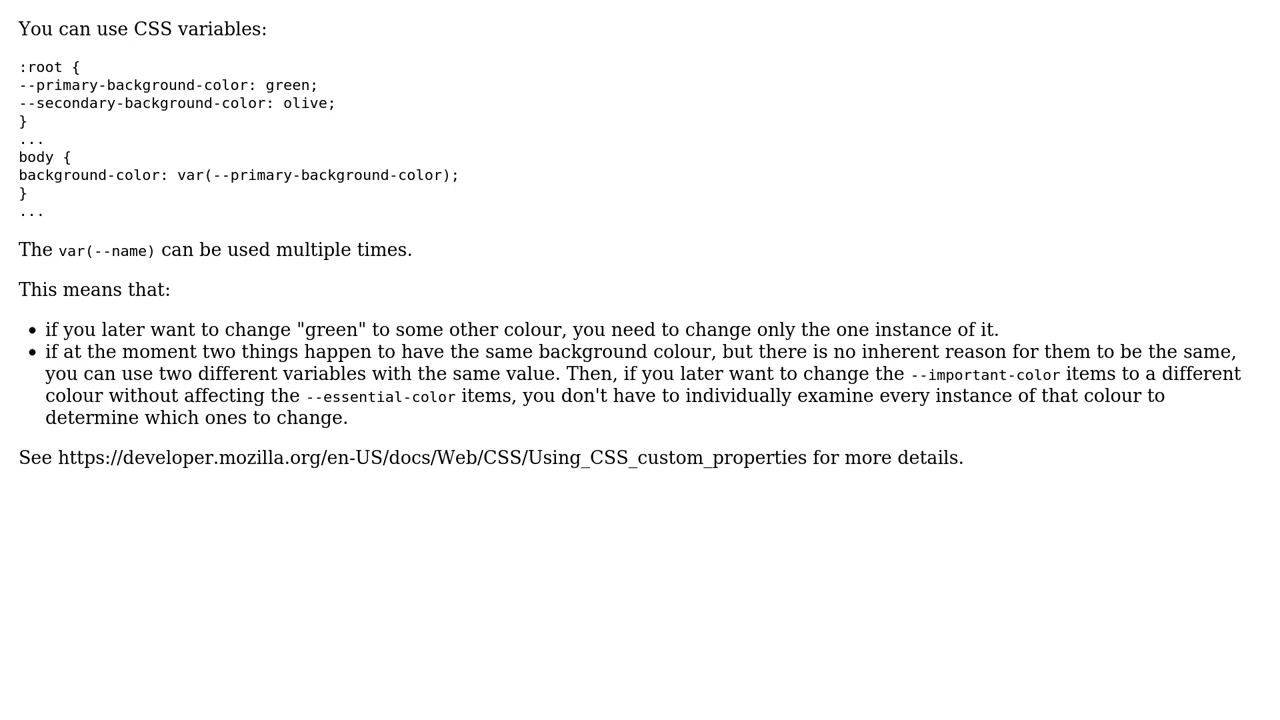 You can use CSS variables:
:root {
--primary-background-color: green;
--secondary-background-color: olive;
}
...
body {
background-color: var(--primary-background-color);
}
...
The var(--name) can be used multiple times.
This means that:
• if you later want to change "green" to some other colour, you need to change only the one instance of it.
• if at the moment two things happen to have the same background colour, but there is no inherent reason for them to be the same,
you can use two different variables with the same value. Then, if you later want to change the --important-color items to a different
colour without affecting the --essential-color items, you don't have to individually examine every instance of that colour to
determine which ones to change.
See https://developer.mozilla.org/en-US/docs/Web/CSS/Using_CSS_custom_properties for more details.